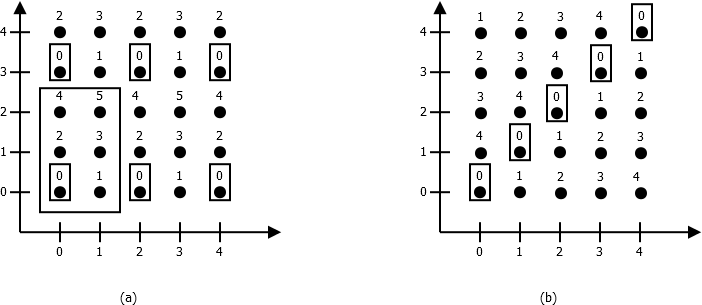 2 3 2 3 2 1 2 3 4 0
4 4
0 1 0 1 0 2 3 4 0 1
3 3
4 5 4 5 4 3 4 0 1 2
2 2
2 3 2 3 2 4 0 1 2 3
1 1
0 1 0 1 0 0 1 2 3 4
0 0
0 1 2 3 4 0 1 2 3 4
(a) (b)